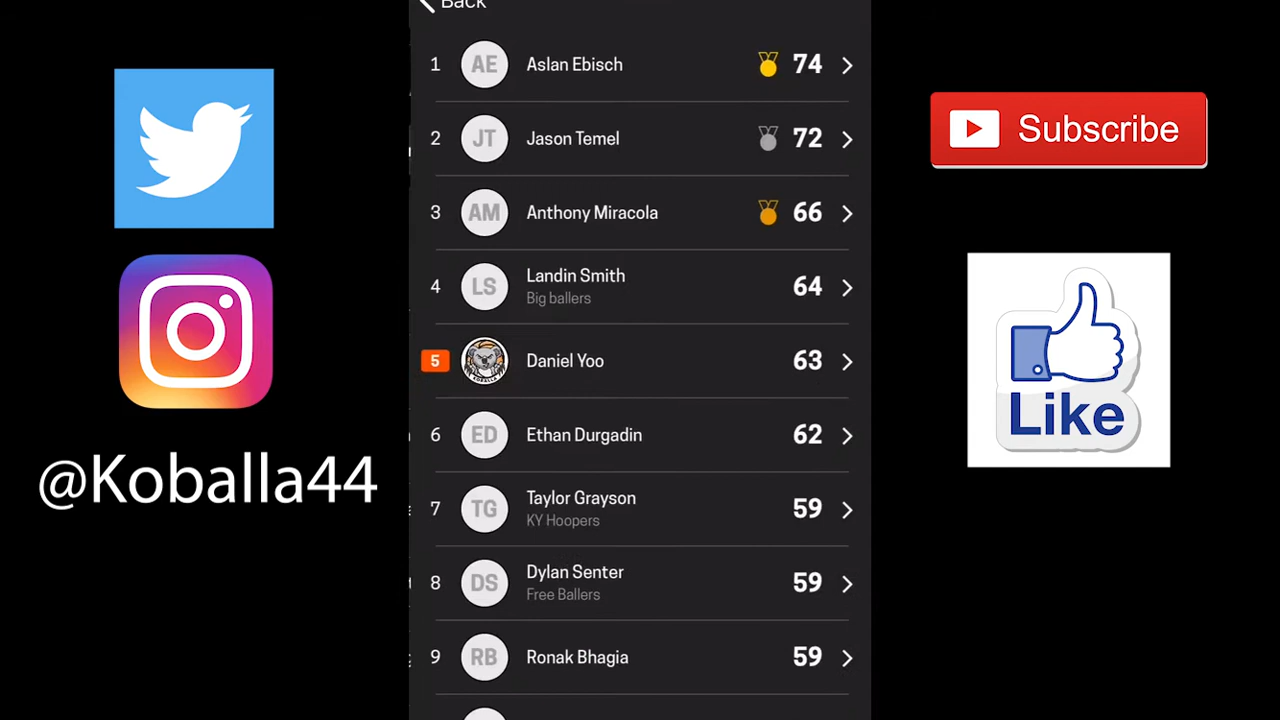 Back
1 AE Aslan Ebisch 74
2 JT Jason Temel 72
3 AM Anthony Miracola 66
4 LS Landin Smith 64
Big ballers
5 Daniel Yoo 63
6 ED Ethan Durgadin 62
7 TG Taylor Grayson 59
KY Hoopers
8 DS Dylan Senter 59
Free Ballers
9 RB Ronak Bhagia 59
@Koballa44
Subscribe
Like